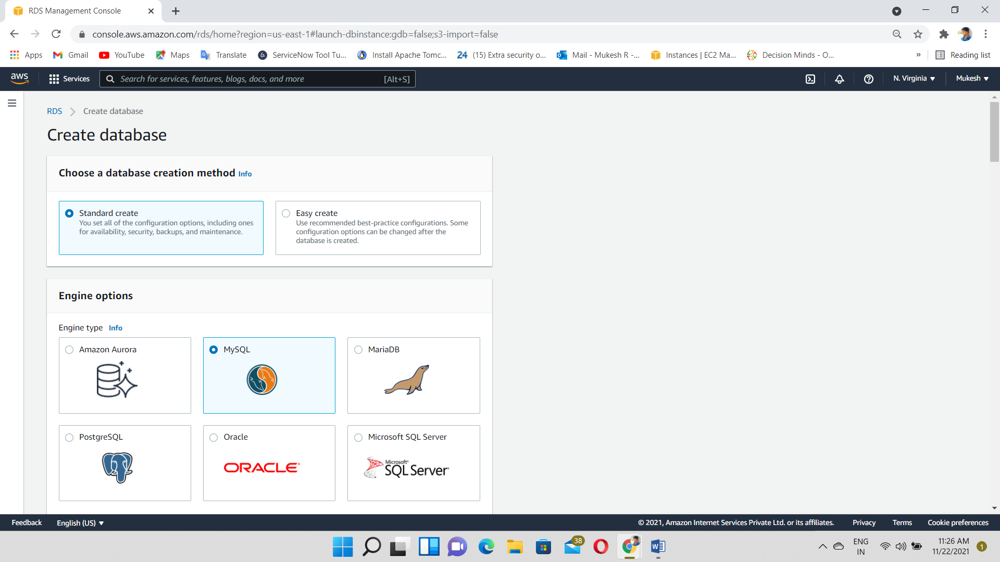 RDS Management Console
console.aws.amazon.com/rds/home?region=us-east-1#launch-dbinstance:gdb=false;s3-import=false
Apps
Gmail
YouTube
Maps
Translate
ServiceNow Tool Tu...
Install Apache Tomc...
24 (15) Extra security o...
Mail - Mukesh R -...
Instances | EC2 Ma...
Decision Minds - O...
»
Reading list
aws
Services
Search for services, features, blogs, docs, and more [Alt+S]
N. Virginia
Mukesh
RDS
Create database
Create database
Choose a database creation method Info
Standard create
You set all of the configuration options, including ones
for availability, security, backups, and maintenance.
Easy create
Use recommended best-practice configurations. Some
configuration options can be changed after the
database is created.
Engine options
Engine type Info
Amazon Aurora
MySQL
MariaDB
PostgreSQL
Oracle
ORACLE
Microsoft SQL Server
Microsoft®
SQL Server
Feedback
English (US)
© 2021, Amazon Internet Services Private Ltd. or its affiliates.
Privacy
Terms
Cookie preferences
38
ENG
IN
11:26 AM
11/22/2021
1